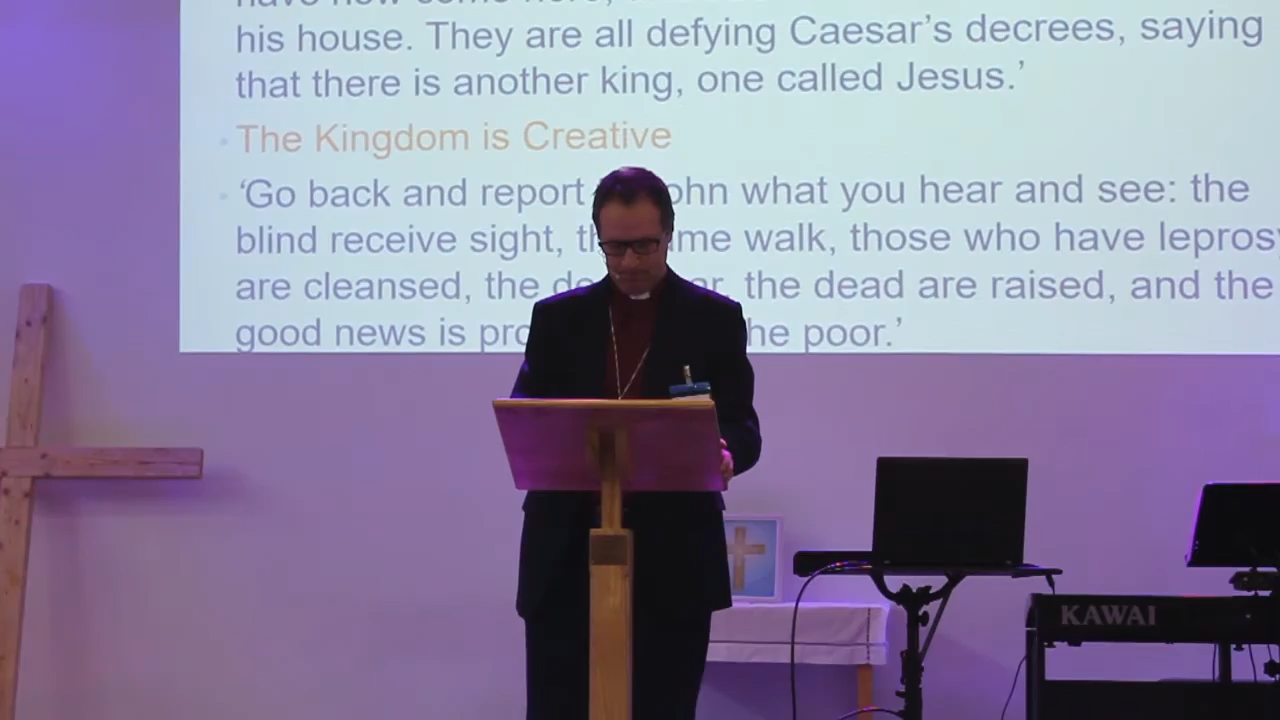 his house. They are all defying Caesar’s decrees, saying
that there is another king, one called Jesus.’
The Kingdom is Creative
‘Go back and report what you hear and see: the
blind receive sight, walk, those who have leprosy
are cleansed, the the dead are raised, and the
good news is the poor.’
KAWAI